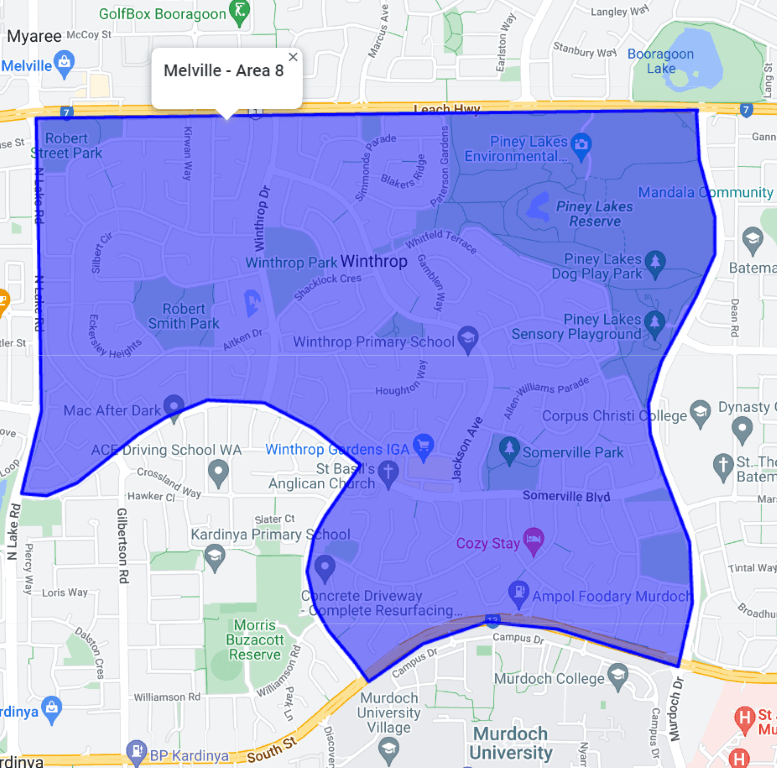 GolfBox Booragoon
Langley Way
McCoy St
Myaree
Marcus Ave
Earlston Way
Stanbury Way
Booragoon
Lake
Lang St
Melville
Melville - Area 8
×
7
Leach Hwy
7
Robert
Street Park
Kirwan Way
N Lake Rd
Simmonds Parade
Blakers Ridge
Paterson Gardens
Piney Lakes
Environmental...
Mandala Community
Piney Lakes
Reserve
Winthrop Dr
Silbert Cir
Whitfeld Terrace
Winthrop Park
Winthrop
Shacklock Cres
Gamblen Way
Piney Lakes
Dog Play Park
Batema
N Lake Rd
Robert
Smith Park
Eckersley Heights
Aitken Dr
Winthrop Primary School
Piney Lakes
Sensory Playground
Dean Rd
Houghton Way
Allen-Williams Parade
Mac After Dark
Corpus Christi College
Dynasty C
ACE Driving School WA
Winthrop Gardens IGA
Jackson Ave
Somerville Park
St Basil's
Anglican Church
St. Tho
Batem
Loop
Crossland Way
Hawker Cl
Somerville Blvd
N Lake Rd
Gilbertson Rd
Slater Ct
Kardinya Primary School
Cozy Stay
Piercy Way
Loris Way
Tintal Way
Concrete Driveway
- Complete Resurfacing...
Ampol Foodary Murdoch
Broadhu
Dalston Cres
Morris
Buzacott
Reserve
Campus Dr
Campus Dr
Williamson Rd
Williamson Rd
Park Ln
Murdoch College
Murdoch Dr
Murdoch
University
Village
Campus Dr
St
Mu
rdinya
Murdoch
University
South St
BP Kardinya
Discove
Nyarn
rdinya